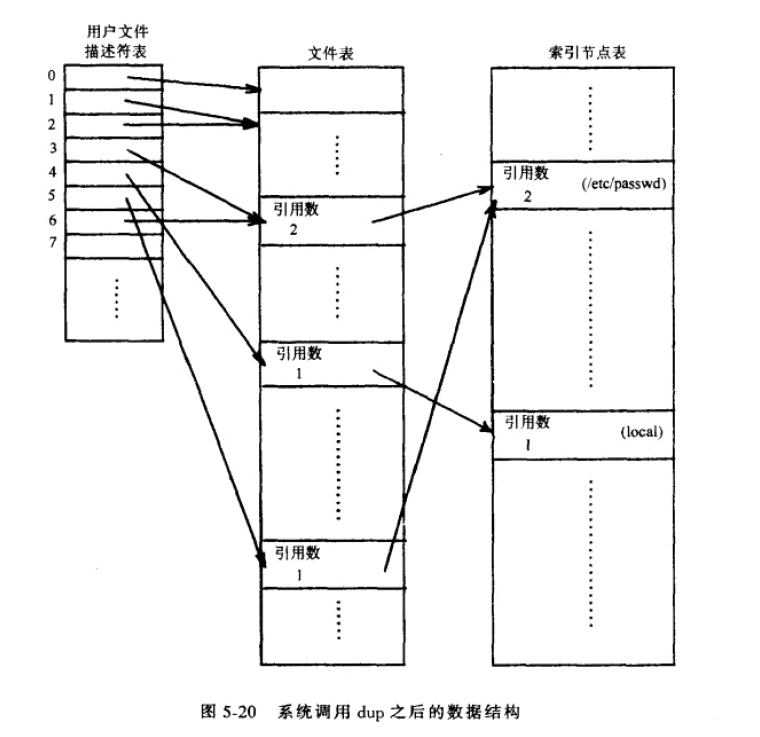 用户文件
描述符表
文件表
索引节点表
0
1
2
3
4
5
6
7
引用数
2
引用数
1
引用数
1
引用数
2
(/etc/passwd)
引用数
1
(local)
图 5-20 系统调用 dup 之后的数据结构